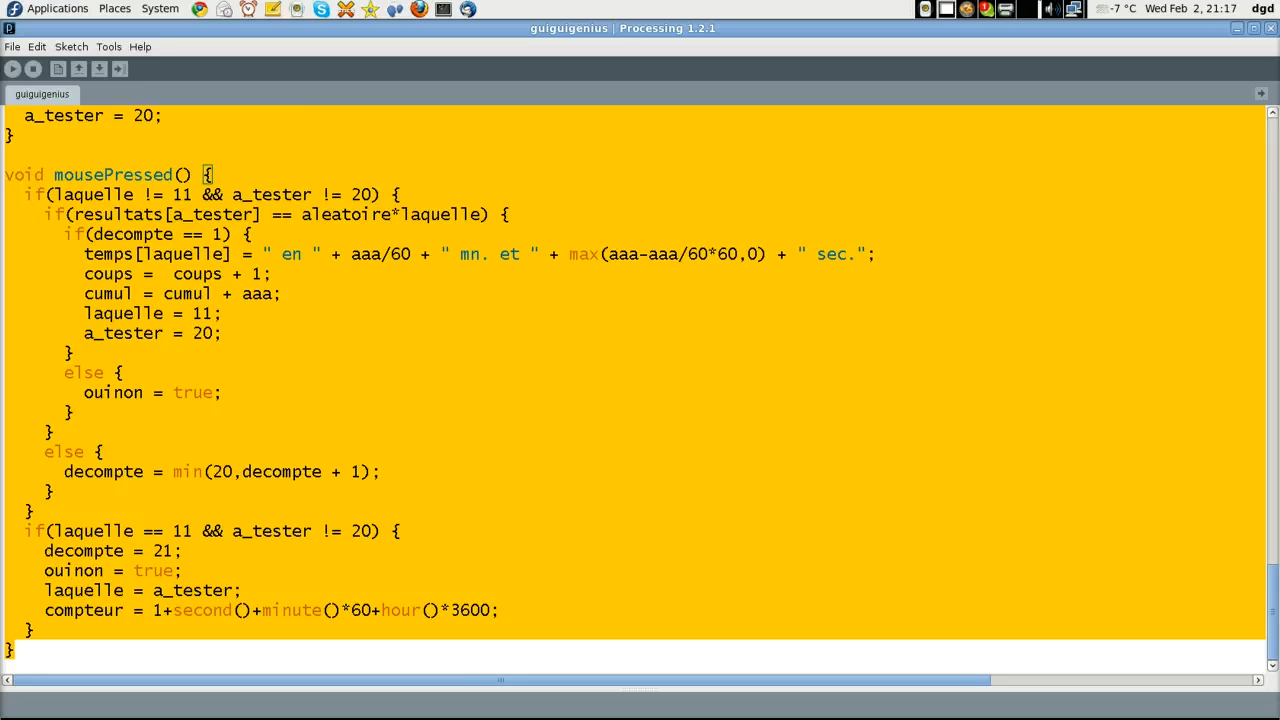 Applications Places System -7 °C Wed Feb 2, 21:17 dgd
guiguigenius | Processing 1.2.1
File Edit Sketch Tools Help
guiguigenius
a_tester = 20;
}
void mousePressed() {
if(laquelle != 11 && a_tester != 20) {
if(resultats[a_tester] == aleatoire*laquelle) {
if(decompte == 1) {
temps[laquelle] = " en " + aaa/60 + " mn. et " + max(aaa-aaa/60*60,0) + " sec.";
coups =  coups + 1;
cumul = cumul + aaa;
laquelle = 11;
a_tester = 20;
}
else {
ouinon = true;
}
}
else {
decompte = min(20,decompte + 1);
}
}
if(laquelle == 11 && a_tester != 20) {
decompte = 21;
ouinon = true;
laquelle = a_tester;
compteur = 1+second()+minute()*60+hour()*3600;
}
}